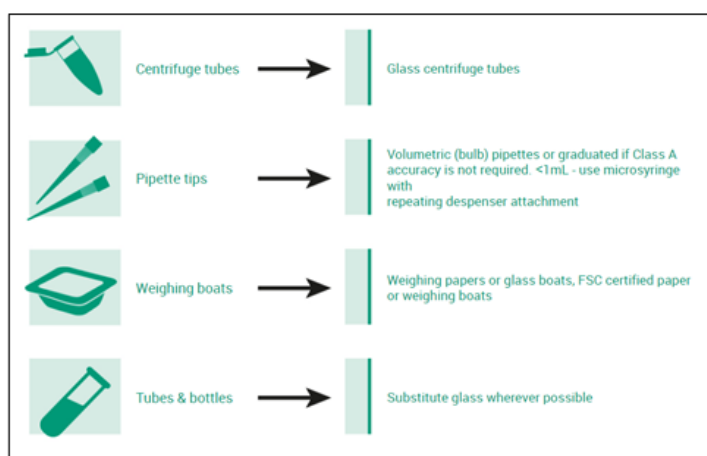 Centrifuge tubes
Glass centrifuge tubes
Pipette tips
Volumetric (bulb) pipettes or graduated if Class A
accuracy is not required. <1mL - use microsyringe
with
repeating despenser attachment
Weighing boats
Weighing papers or glass boats, FSC certified paper
or weighing boats
Tubes & bottles
Substitute glass wherever possible